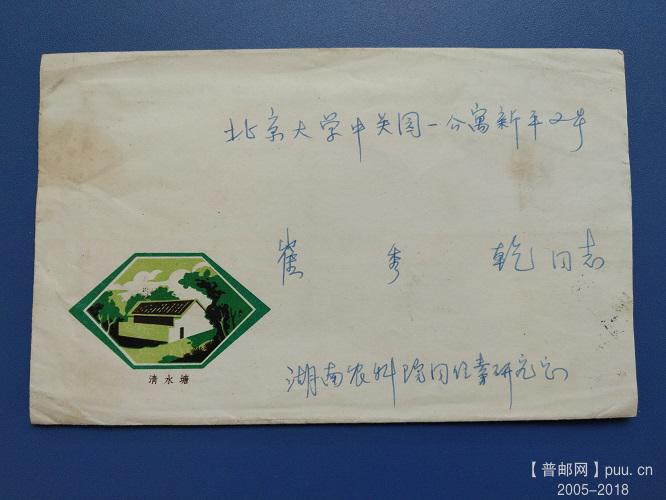 北京大学中关园一公寓新平2号
崔秀乾同志
清水塘
湖南农科院同位素研究所
【普邮网】puu.cn
2005-2018